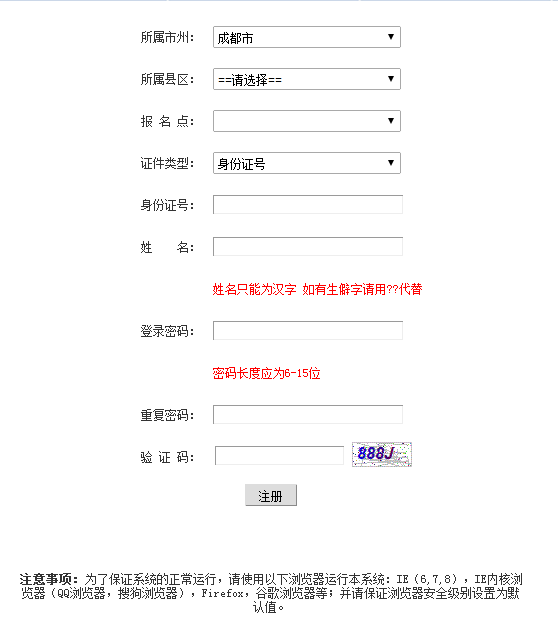 所属市州： 成都市
所属县区： ==请选择==
报 名 点：
证件类型： 身份证号
身份证号：
姓　　名：
姓名只能为汉字 如有生僻字请用??代替
登录密码：
密码长度应为6-15位
重复密码：
验 证 码： 888J
注册
注意事项：为了保证系统的正常运行，请使用以下浏览器运行本系统：IE（6,7,8），IE内核浏
览器（QQ浏览器，搜狗浏览器），Firefox，谷歌浏览器等；并请保证浏览器安全级别设置为默
认值。